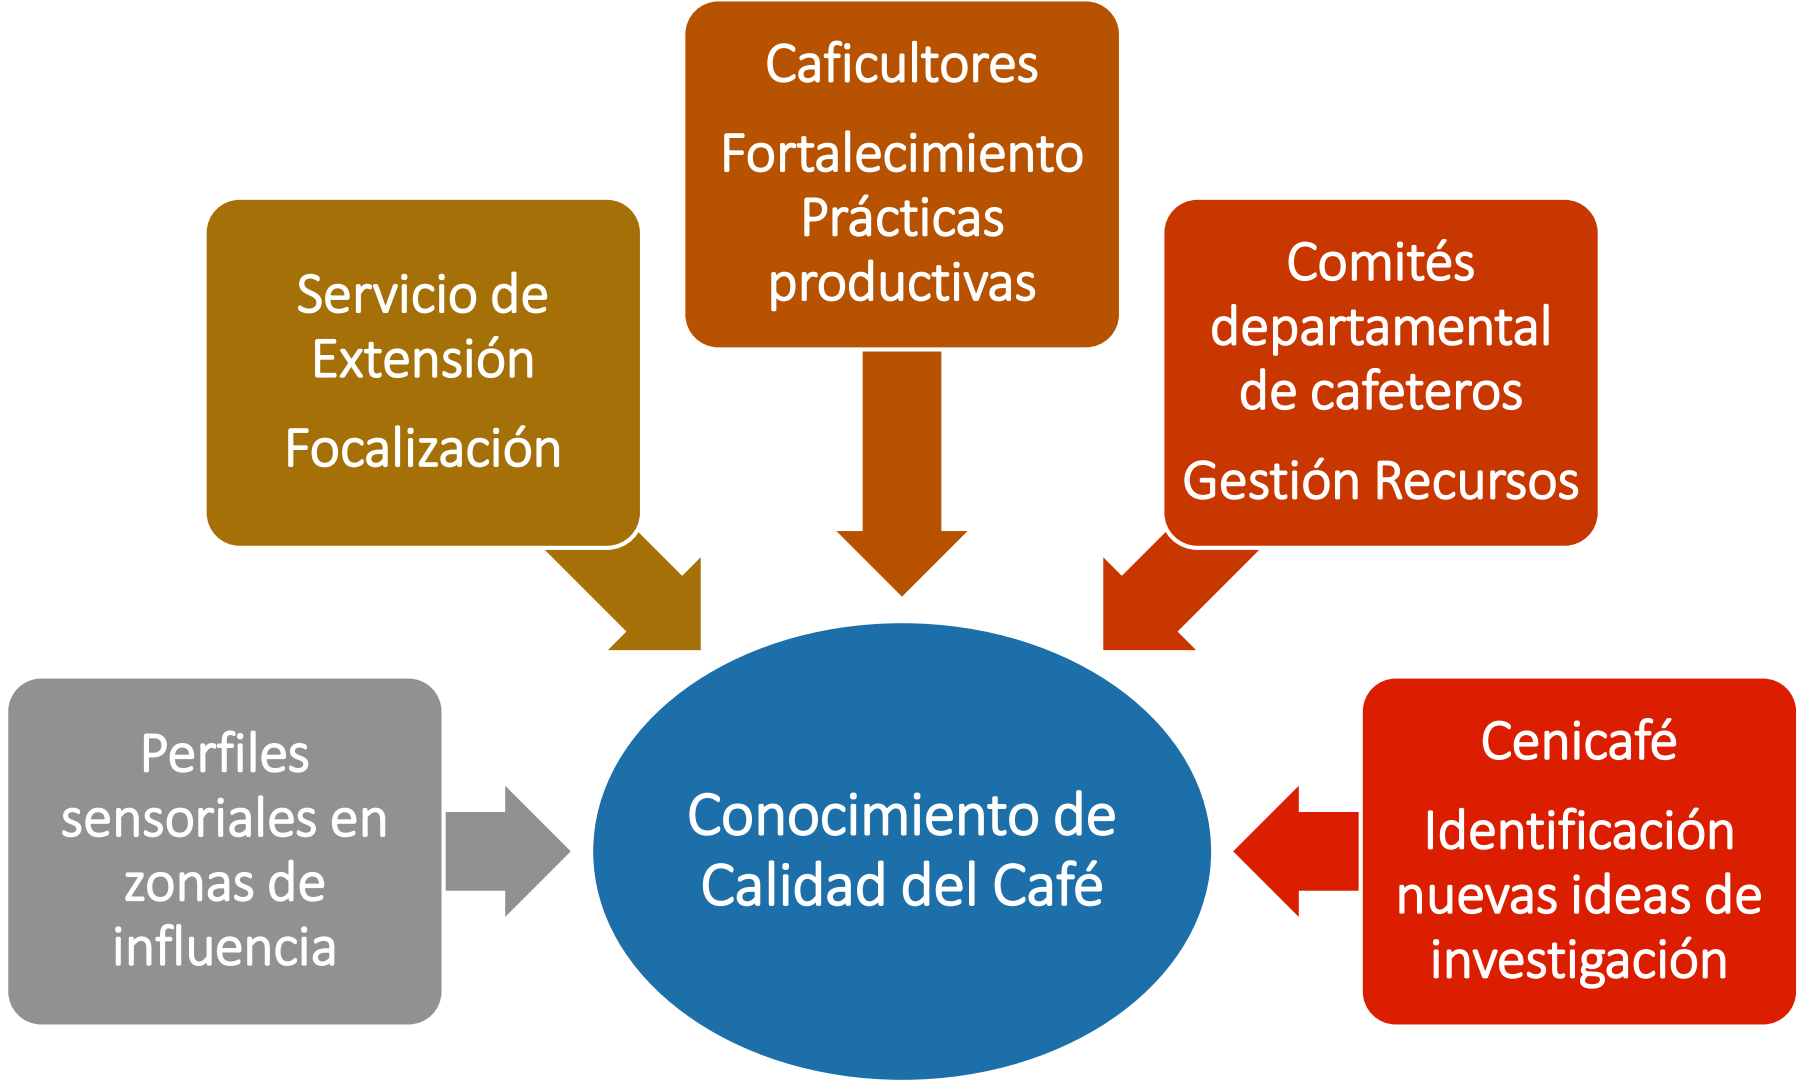 Caficultores
Fortalecimiento
Prácticas
productivas
Servicio de
Extensión
Focalización
Comités
departamental
de cafeteros
Gestión Recursos
Perfiles
sensoriales en
zonas de
influencia
Conocimiento de
Calidad del Café
Cenicafé
Identificación
nuevas ideas de
investigación